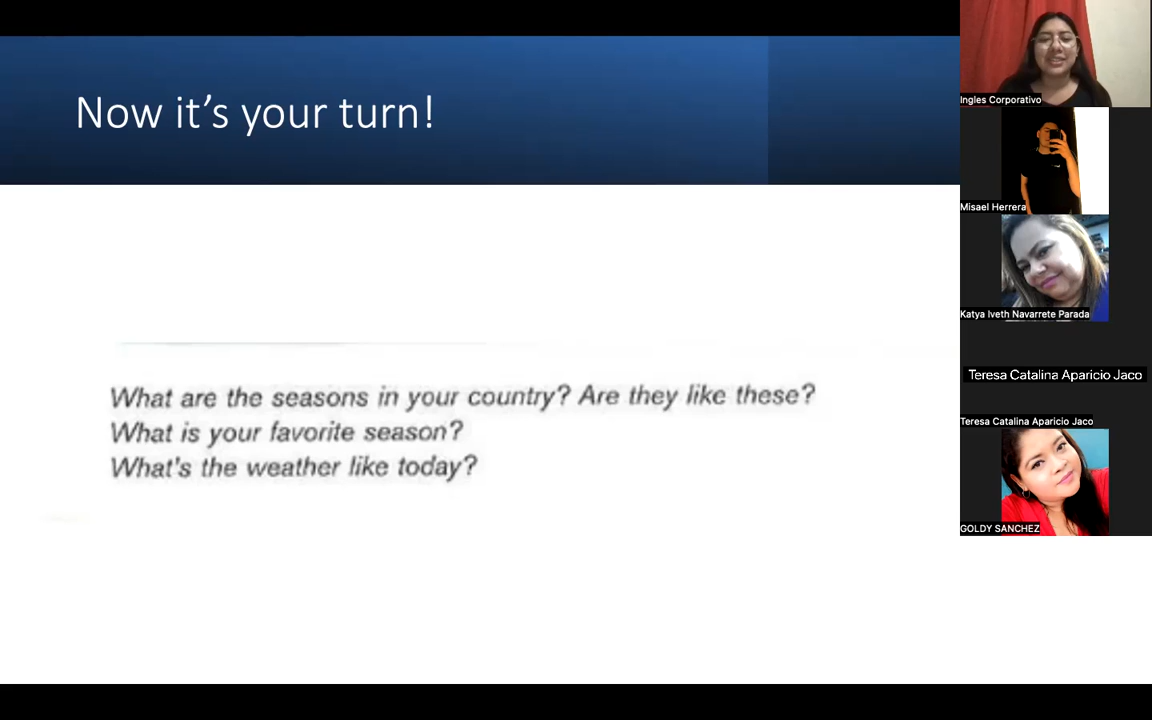 Now it's your turn!
What are the seasons in your country? Are they like these?
What is your favorite season?
What's the weather like today?
Ingles Corporativo
Misael Herrera
Katya Iveth Navarrete Parada
Teresa Catalina Aparicio Jaco
Teresa Catalina Aparicio Jaco
GOLDY SANCHEZ